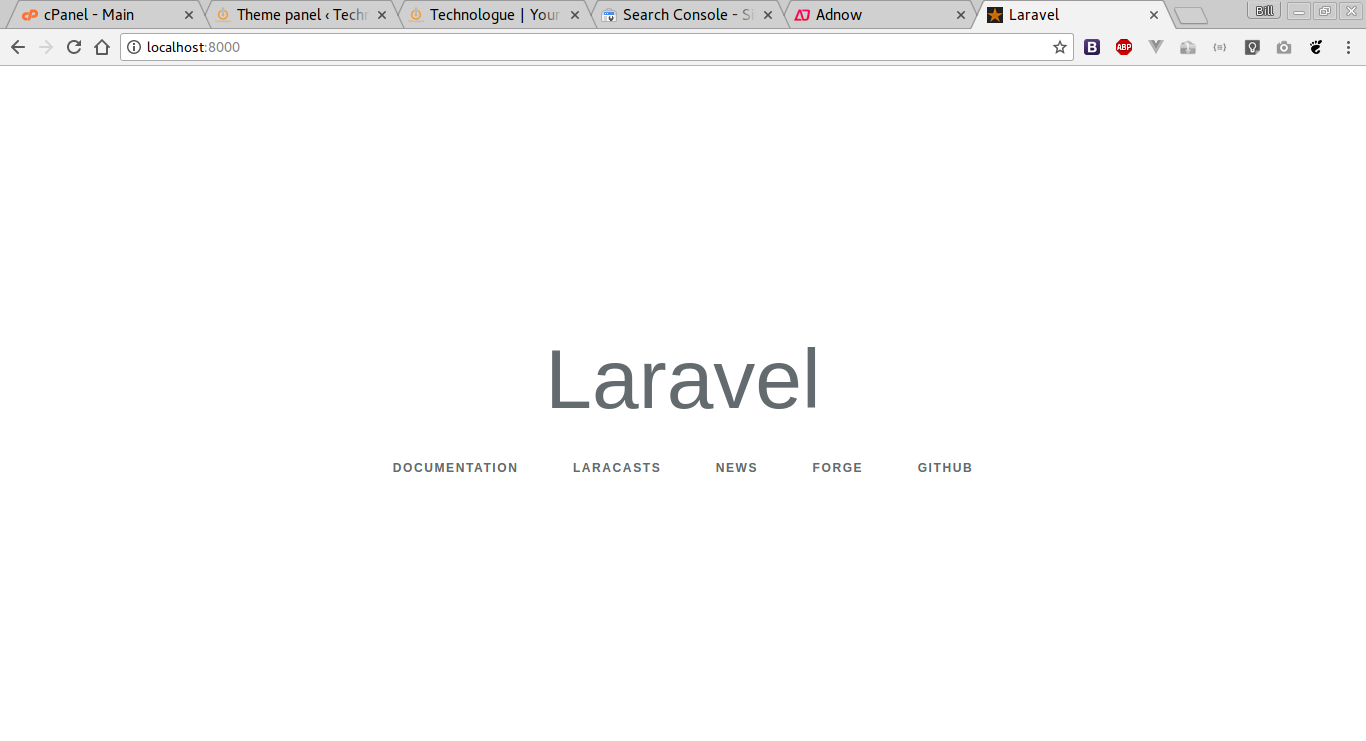 cPanel - Main Theme panel ‹ Techn Technologue | Your Search Console - Si Adnow Laravel Bill
localhost:8000 B ABP
Laravel
DOCUMENTATION LARACASTS NEWS FORGE GITHUB